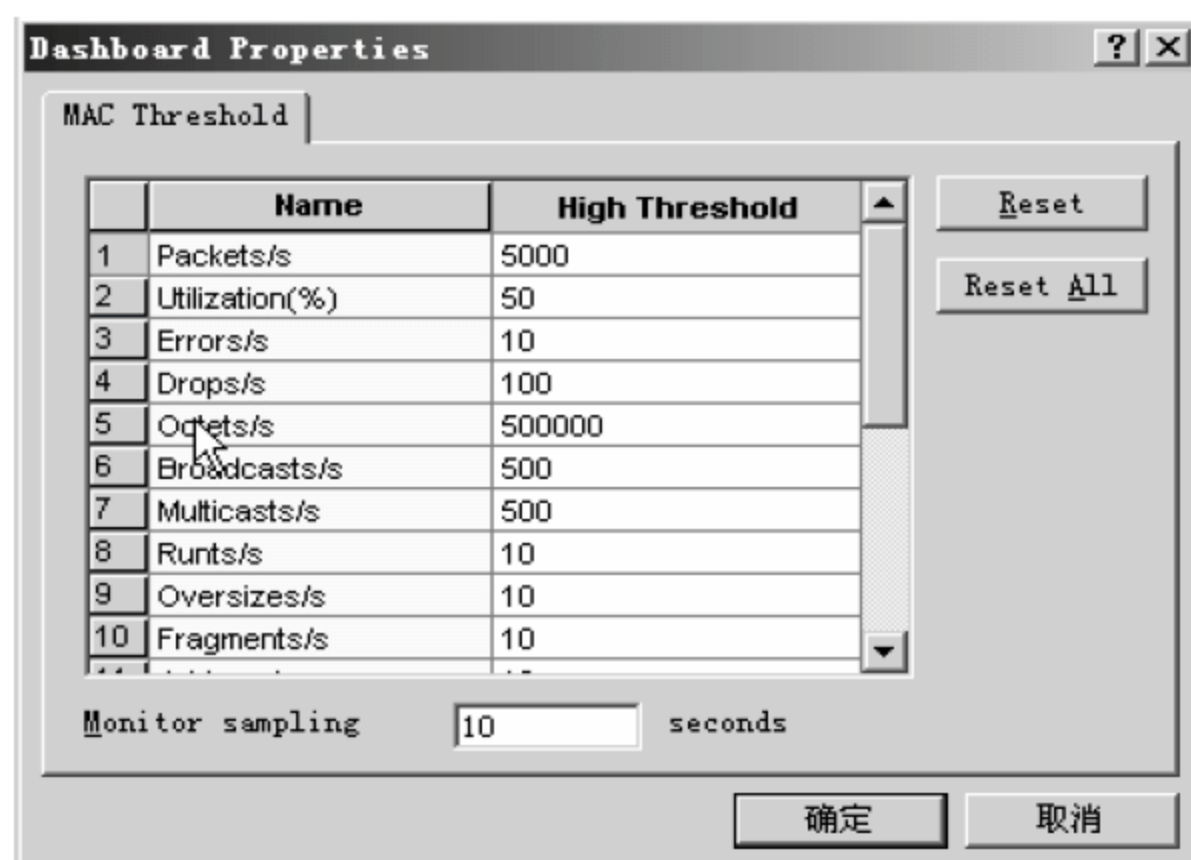 Dashboard Properties
MAC Threshold
Name High Threshold
1 Packets/s 5000
2 Utilization(%) 50
3 Errors/s 10
4 Drops/s 100
5 Octets/s 500000
6 Broadcasts/s 500
7 Multicasts/s 500
8 Runts/s 10
9 Oversizes/s 10
10 Fragments/s 10
Reset
Reset All
Monitor sampling 10 seconds
确定 取消